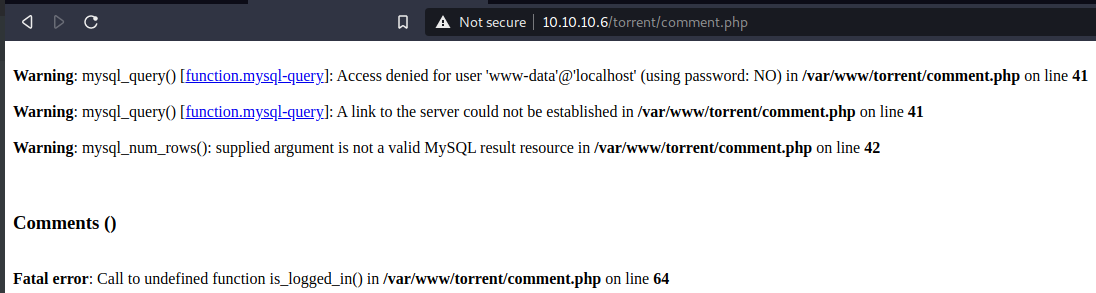 Not secure 10.10.10.6/torrent/comment.php
Warning: mysql_query() [function.mysql-query]: Access denied for user 'www-data'@'localhost' (using password: NO) in /var/www/torrent/comment.php on line 41
Warning: mysql_query() [function.mysql-query]: A link to the server could not be established in /var/www/torrent/comment.php on line 41
Warning: mysql_num_rows(): supplied argument is not a valid MySQL result resource in /var/www/torrent/comment.php on line 42
Comments ()
Fatal error: Call to undefined function is_logged_in() in /var/www/torrent/comment.php on line 64